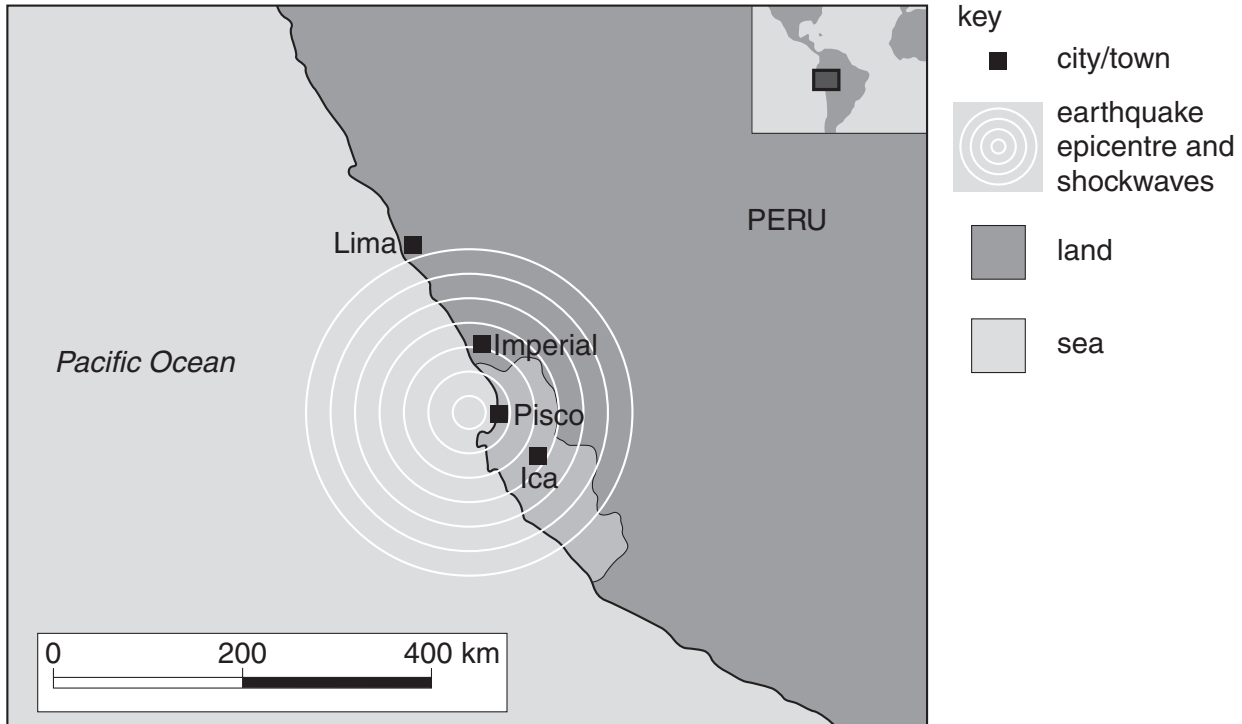 key
city/town
earthquake
epicentre and
shockwaves
land
sea
PERU
Lima
Imperial
Pacific Ocean
Pisco
Ica
0 200 400 km